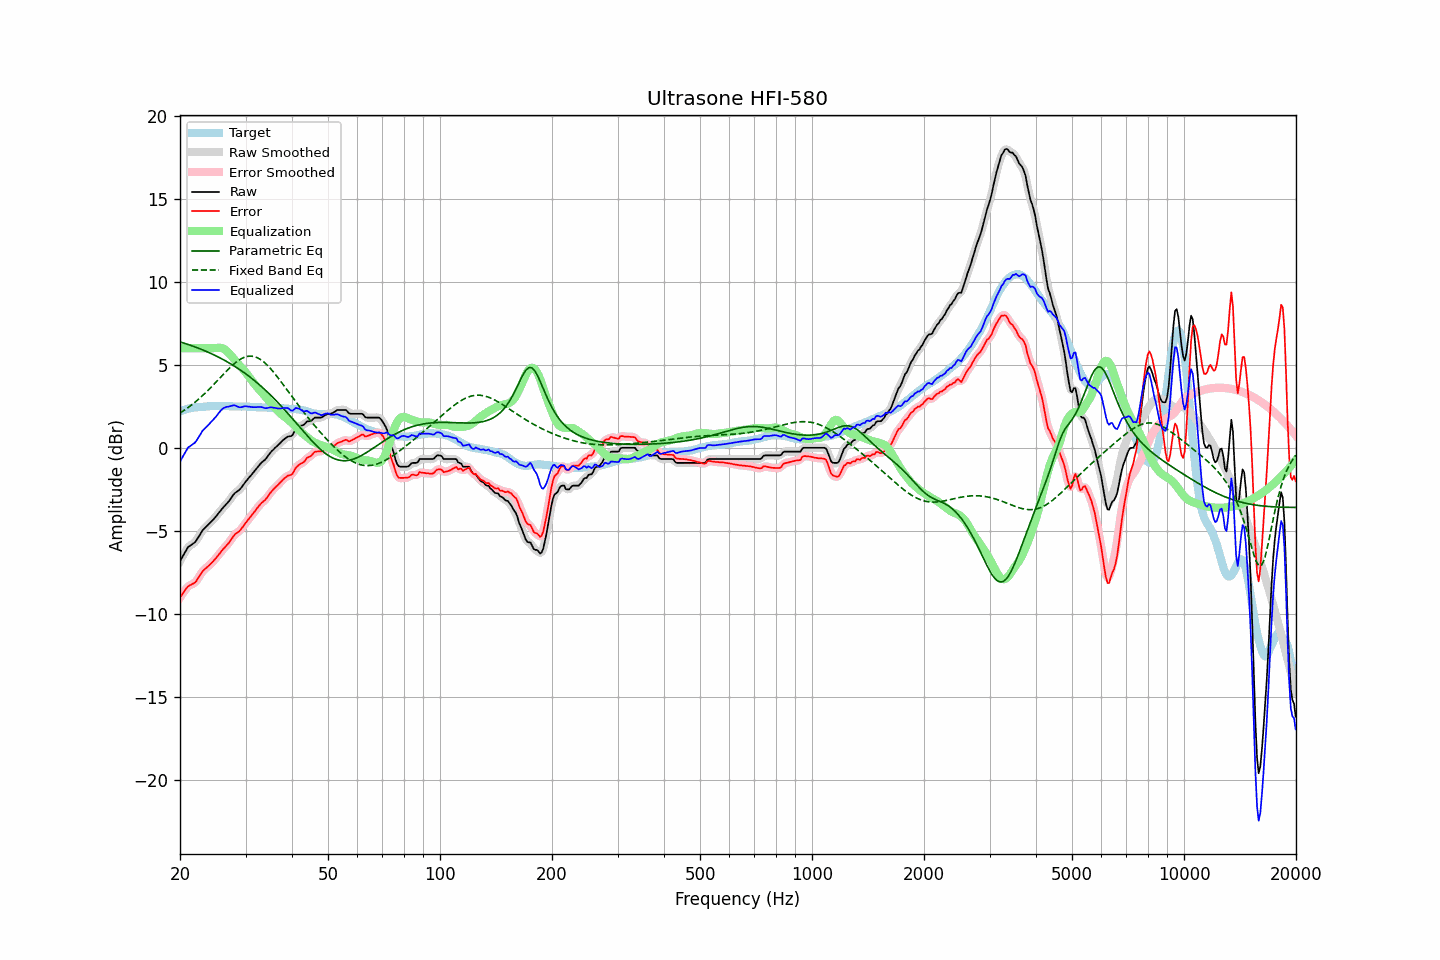 Ultrasone HFI-580
20
15
10
5
0
−5
−10
−15
−20
Amplitude (dBr)
Target
Raw Smoothed
Error Smoothed
Raw
Error
Equalization
Parametric Eq
Fixed Band Eq
Equalized
20 50 100 200 500 1000 2000 5000 10000 20000
Frequency (Hz)